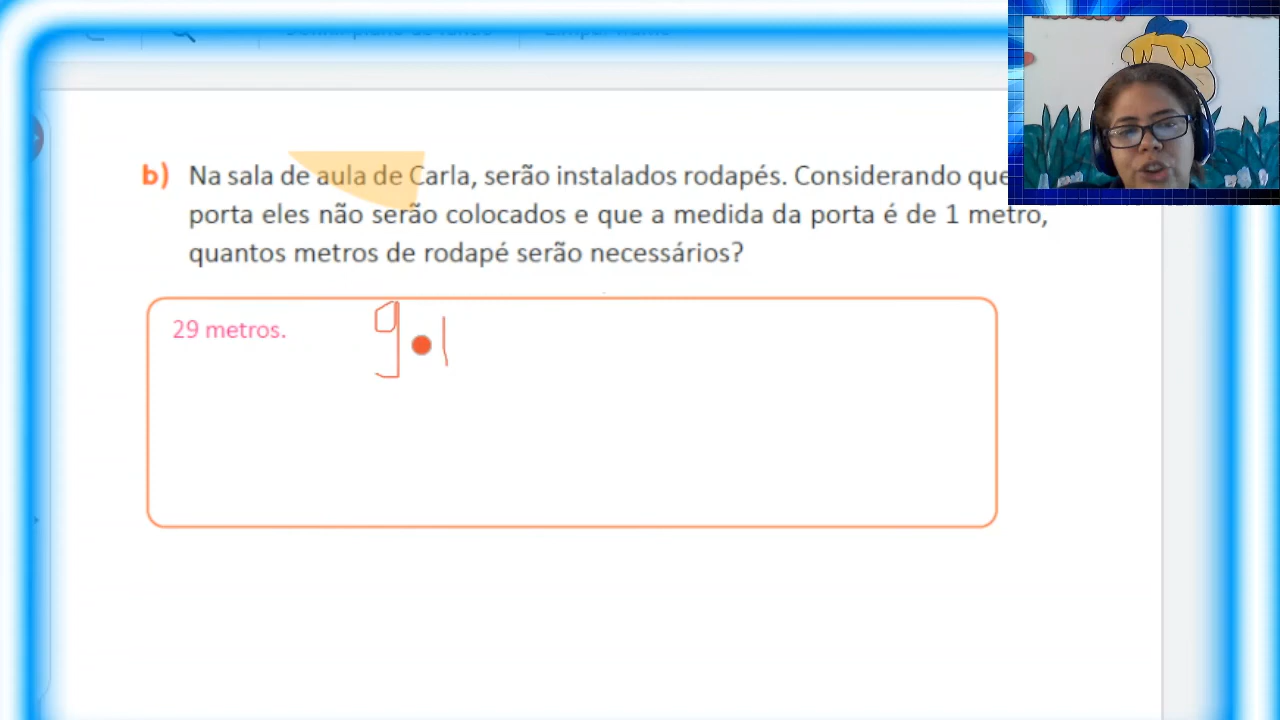 b) Na sala de aula de Carla, serão instalados rodapés. Considerando que
porta eles não serão colocados e que a medida da porta é de 1 metro,
quantos metros de rodapé serão necessários?
29 metros.
9